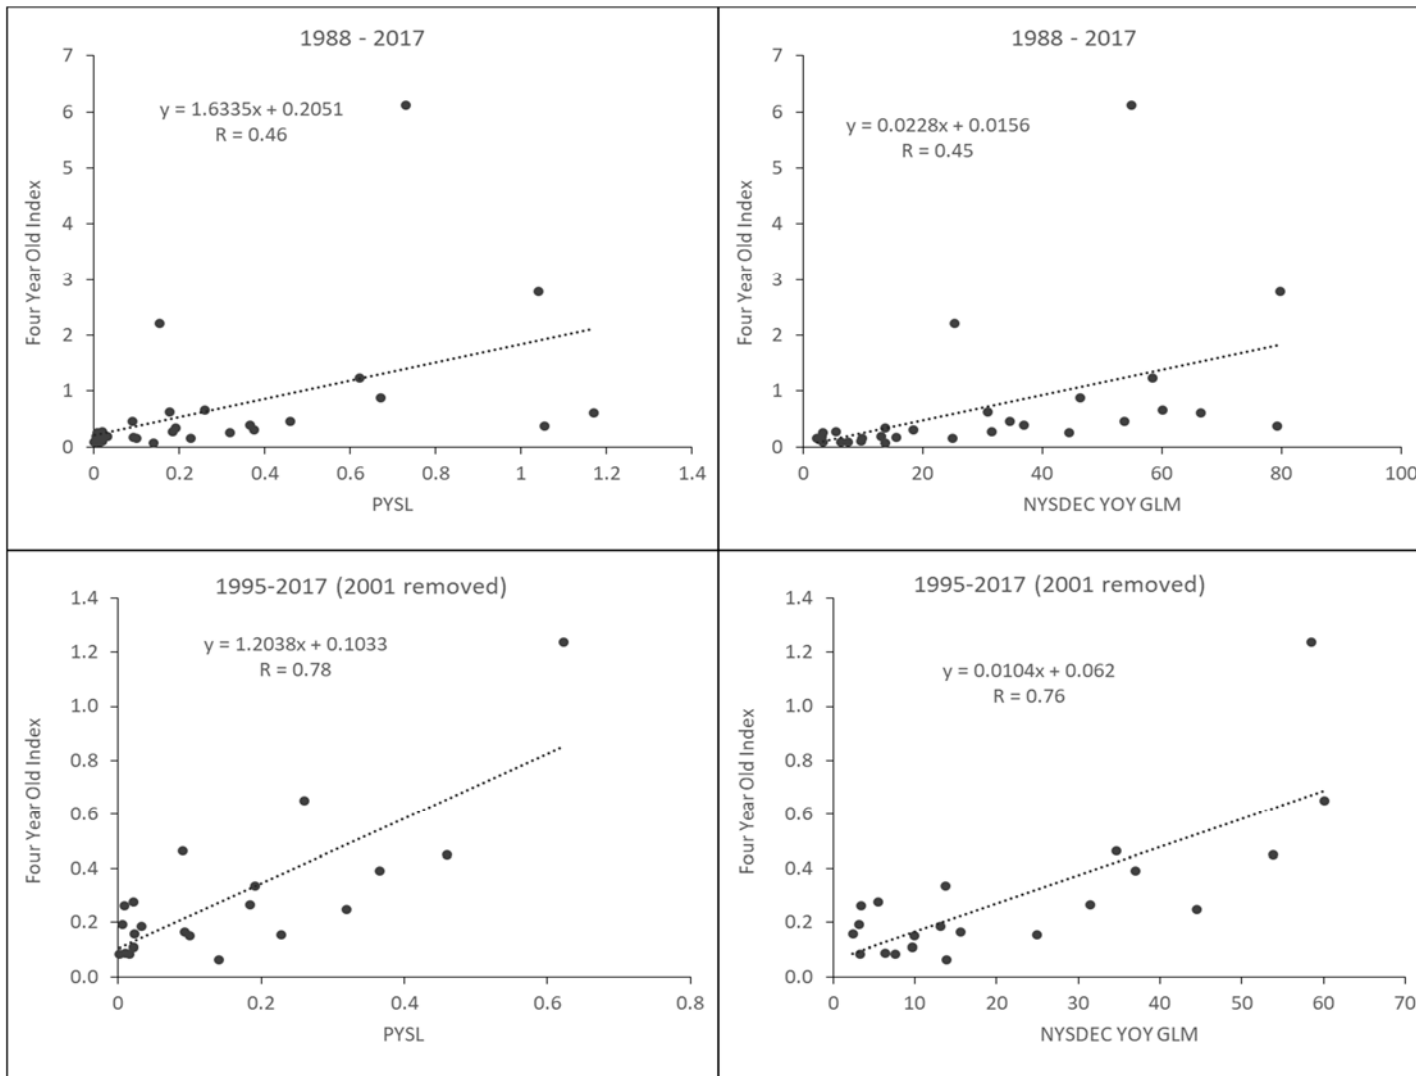 1988 - 2017
7
6
5
4
3
2
1
0
y = 1.6335x + 0.2051
R = 0.46
Four Year Old Index
0
0.2
0.4
0.6
0.8
1
1.2
1.4
PYSL
1988 - 2017
7
6
5
4
3
2
1
0
y = 0.0228x + 0.0156
R = 0.45
Four Year Old Index
0
20
40
60
80
100
NYSDEC YOY GLM
1995-2017 (2001 removed)
1.4
1.2
1.0
0.8
0.6
0.4
0.2
0.0
y = 1.2038x + 0.1033
R = 0.78
Four Year Old Index
0
0.2
0.4
0.6
0.8
PYSL
1995-2017 (2001 removed)
1.4
1.2
1.0
0.8
0.6
0.4
0.2
0.0
y = 0.0104x + 0.062
R = 0.76
Four Year Old Index
0
10
20
30
40
50
60
70
NYSDEC YOY GLM